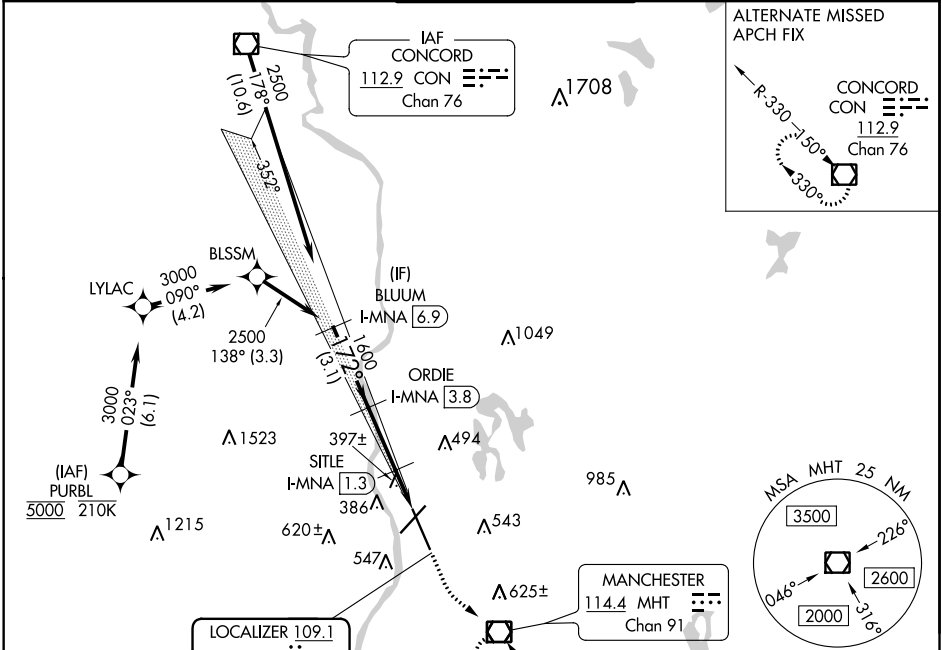 IAF
CONCORD
112.9 CON
Chan 76
2500
178°
(10.6)
1708
ALTERNATE MISSED
APCH FIX
CONCORD
CON
112.9
Chan 76
R-330
150°
330°
352°
BLSSM
LYLAC
3000
090°
(4.2)
2500
138° (3.3)
(IF)
BLUUM
I-MNA 6.9
1600
172°
(3.1)
1049
ORDIE
I-MNA 3.8
3000
023°
(6.1)
1523
397±
494
SITLE
I-MNA 1.3
386
985
(IAF)
PURBL
5000 210K
1215
620±
543
547
625±
MSA MHT 25 NM
3500
226°
046°
2600
2000
316°
MANCHESTER
114.4 MHT
Chan 91
LOCALIZER 109.1